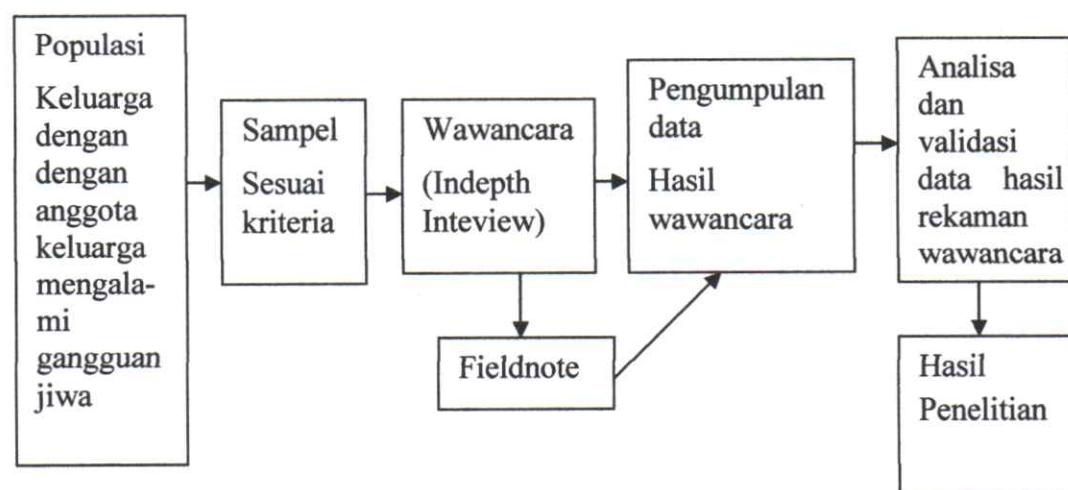 Populasi
Keluarga
dengan
dengan
anggota
keluarga
mengala-
mi
gangguan
jiwa
Sampel
Sesuai
kriteria
Wawancara
(Indepth
Inteview)
Fieldnote
Pengumpulan
data
Hasil
wawancara
Analisa
dan
validasi
data hasil
rekaman
wawancara
Hasil
Penelitian